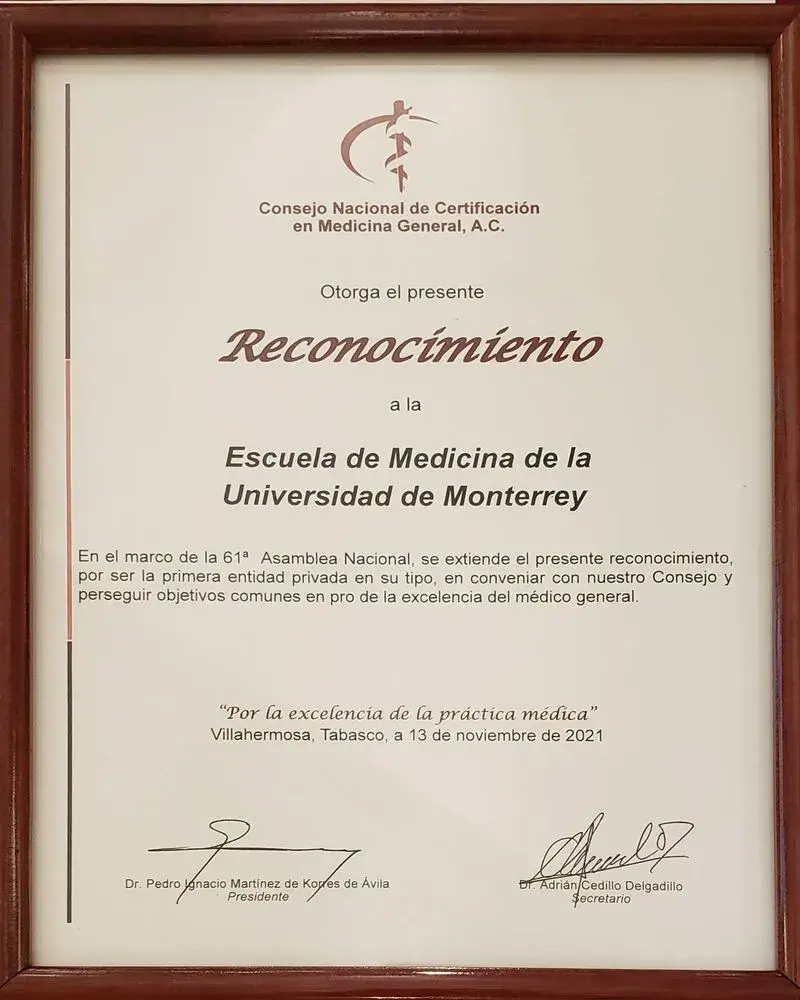 Consejo Nacional de Certificación
en Medicina General, A.C.
Otorga el presente
Reconocimiento
a la
Escuela de Medicina de la
Universidad de Monterrey
En el marco de la 61ª Asamblea Nacional, se extiende el presente reconocimiento,
por ser la primera entidad privada en su tipo, en conveniar con nuestro Consejo y
perseguir objetivos comunes en pro de la excelencia del médico general.
“Por la excelencia de la práctica médica”
Villahermosa, Tabasco, a 13 de noviembre de 2021
Dr. Pedro Ignacio Martínez de Korres de Ávila
Presidente
Dr. Adrián Cedillo Delgadillo
Secretario